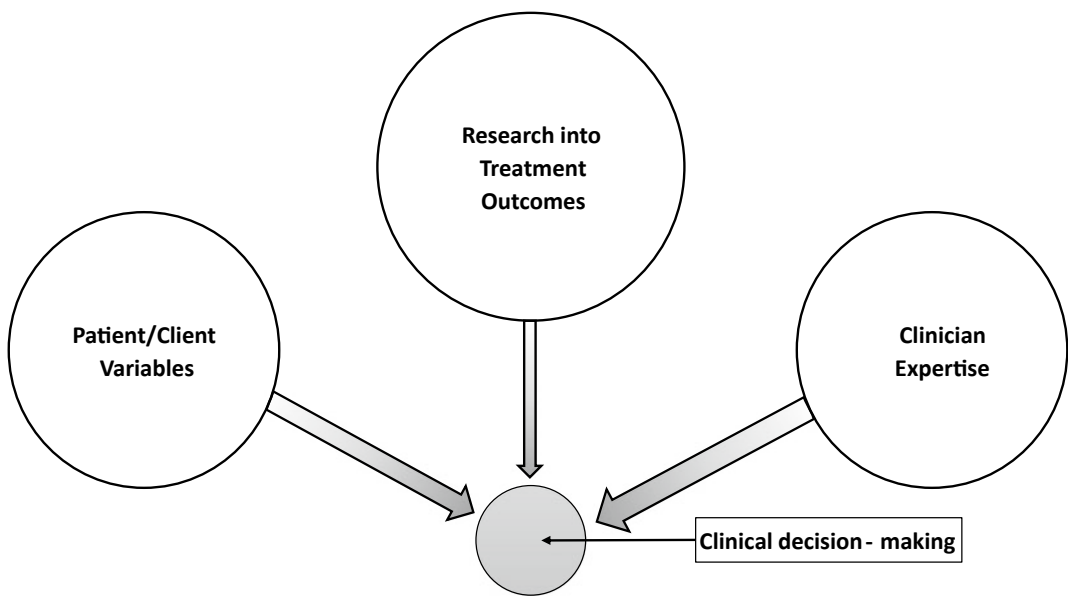 Research into
Treatment
Outcomes
Patient/Client
Variables
Clinician
Expertise
Clinical decision - making